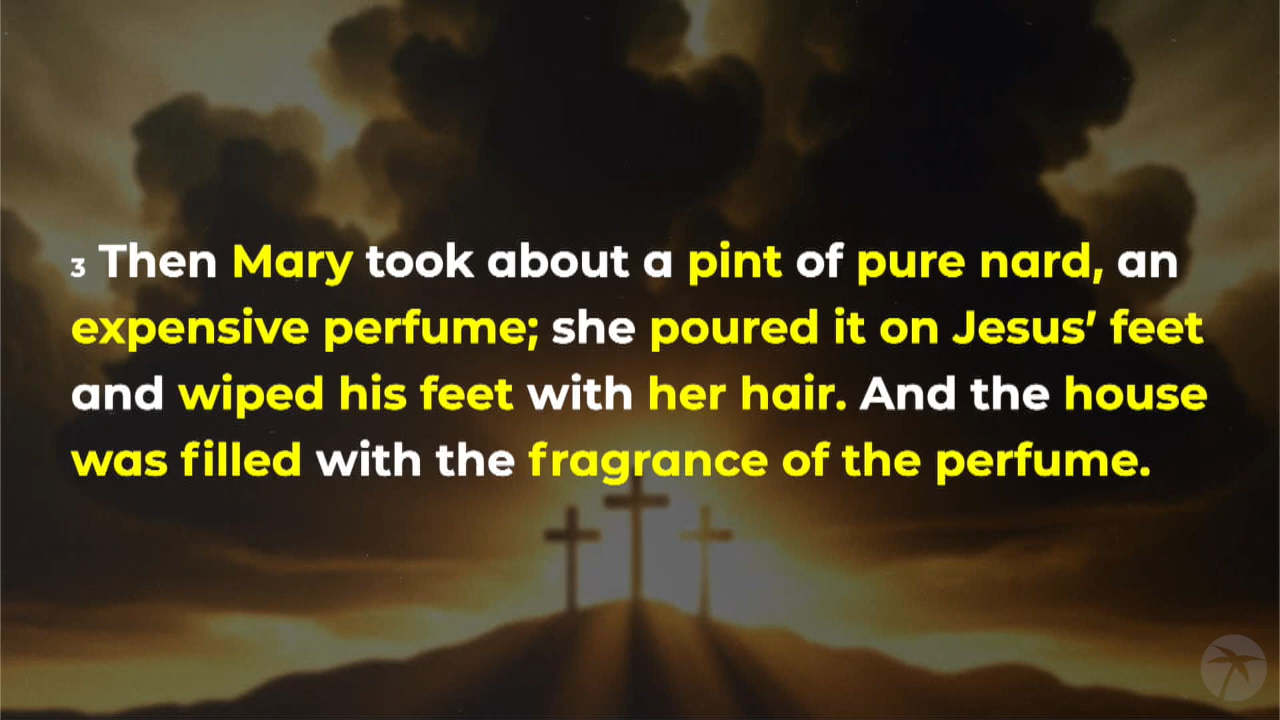 3 Then Mary took about a pint of pure nard, an
expensive perfume; she poured it on Jesus’ feet
and wiped his feet with her hair. And the house
was filled with the fragrance of the perfume.